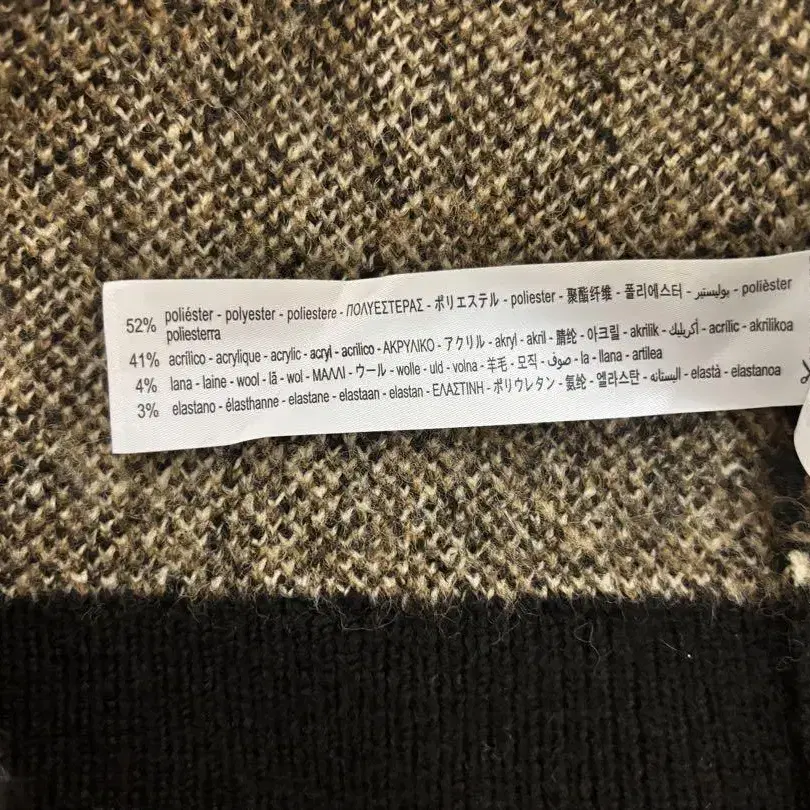 52% poliéster - polyester - poliestere - ΠΟΛΥΕΣΤΕΡΑΣ - ポリエステル - poliester - 聚酯纤维 - 폴리에스터 - بوليستير - polièster
poliesterra
41% acrílico - acrylique - acrylic - acryl - acrilico - ΑΚΡΥΛΙΚΟ - アクリル - akryl - akril - 腈纶 - 아크릴 - akrilik - أكريليك - acrílic - akrilikoa
4% lana - laine - wool - lã - wol - ΜΑΛΛΙ - ウール - wolle - uld - volna - 羊毛 - 모직 - صوف - la - llana - artilea
3% elastano - élasthanne - elastane - elastaan - elastan - ΕΛΑΣΤΙΝΗ - ポリウレタン - 氨纶 - 엘라스탄 - اليستانه - elastà - elastanoa